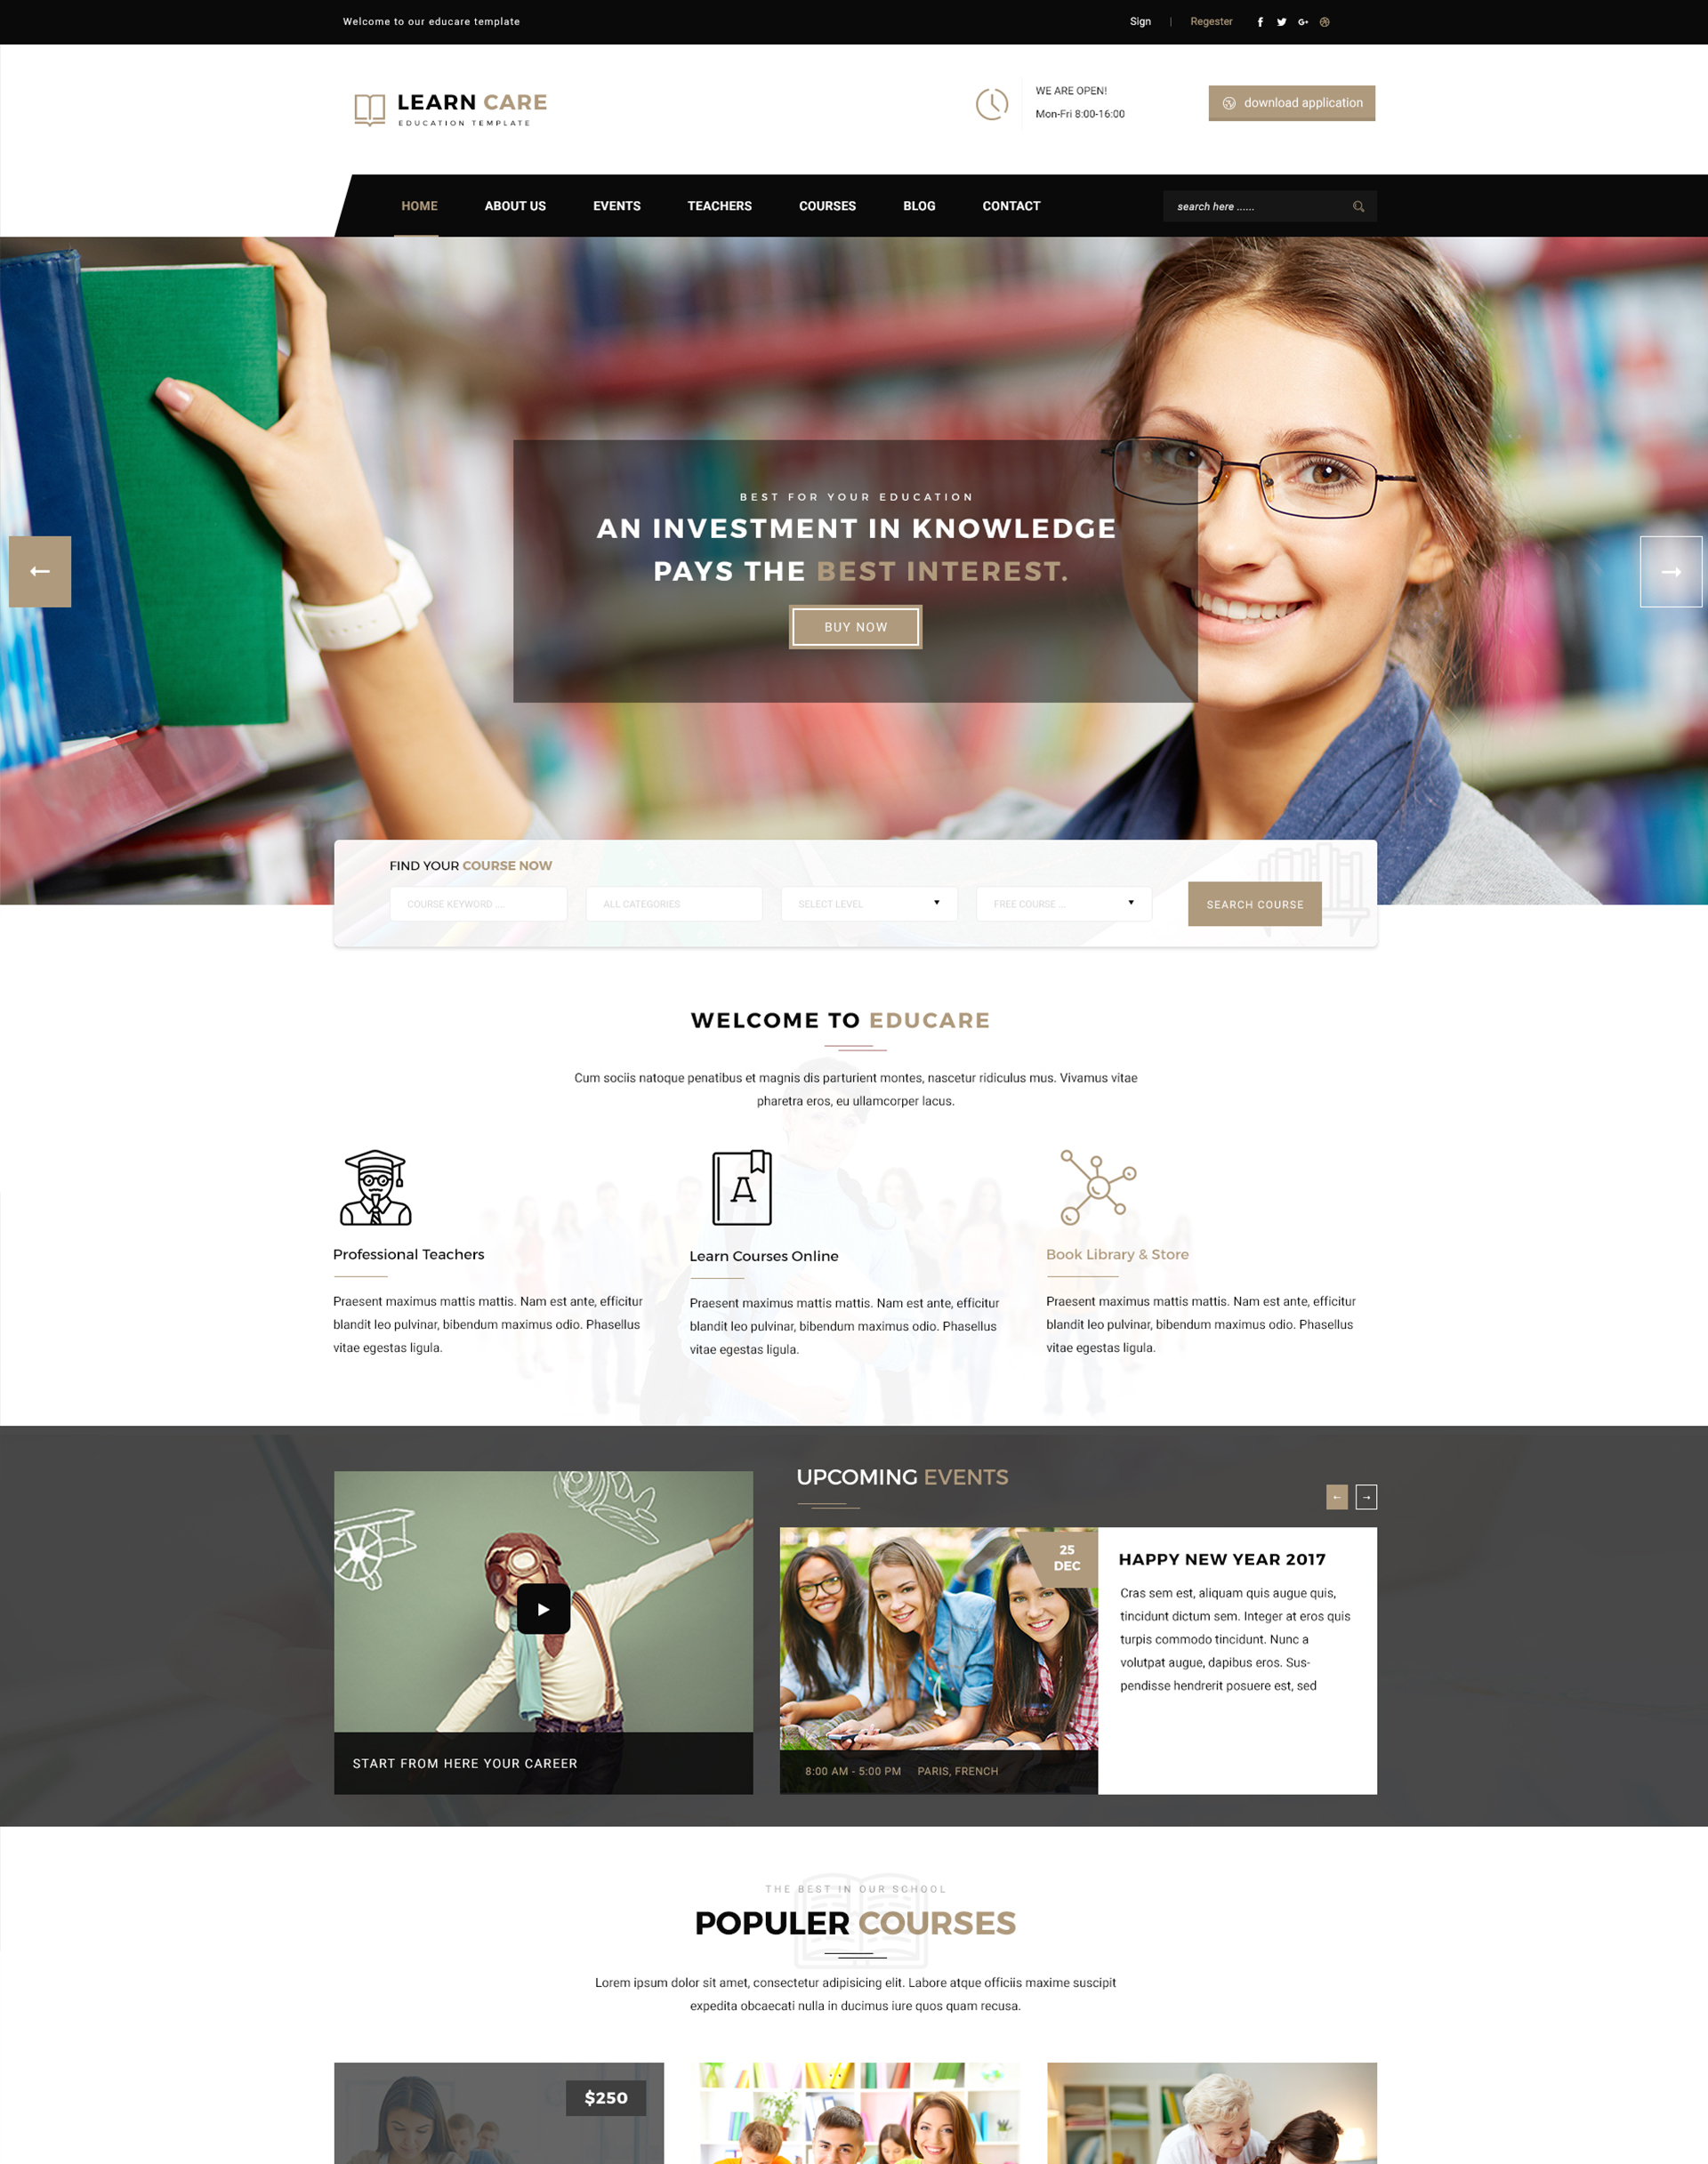 Welcome to our educare template
Sign | Regester
LEARN CARE
EDUCATION TEMPLATE
WE ARE OPEN!
Mon-Fri 8:00-16:00
download application
HOME ABOUT US EVENTS TEACHERS COURSES BLOG CONTACT
search here ......
BEST FOR YOUR EDUCATION
AN INVESTMENT IN KNOWLEDGE
PAYS THE BEST INTEREST.
BUY NOW
FIND YOUR COURSE NOW
COURSE KEYWORD ....
ALL CATEGORIES
SELECT LEVEL
FREE COURSE ...
SEARCH COURSE
WELCOME TO EDUCARE
Cum sociis natoque penatibus et magnis dis parturient montes, nascetur ridiculus mus. Vivamus vitae
pharetra eros, eu ullamcorper lacus.
A
Professional Teachers
Praesent maximus mattis mattis. Nam est ante, efficitur
blandit leo pulvinar, bibendum maximus odio. Phasellus
vitae egestas ligula.
Learn Courses Online
Praesent maximus mattis mattis. Nam est ante, efficitur
blandit leo pulvinar, bibendum maximus odio. Phasellus
vitae egestas ligula.
Book Library & Store
Praesent maximus mattis mattis. Nam est ante, efficitur
blandit leo pulvinar, bibendum maximus odio. Phasellus
vitae egestas ligula.
START FROM HERE YOUR CAREER
UPCOMING EVENTS
25
DEC
8:00 AM - 5:00 PM PARIS, FRENCH
HAPPY NEW YEAR 2017
Cras sem est, aliquam quis augue quis,
tincidunt dictum sem. Integer at eros quis
turpis commodo tincidunt. Nunc a
volutpat augue, dapibus eros. Sus-
pendisse hendrerit posuere est, sed
THE BEST IN OUR SCHOOL
POPULER COURSES
Lorem ipsum dolor sit amet, consectetur adipisicing elit. Labore atque officiis maxime suscipit
expedita obcaecati nulla in ducimus iure quos quam recusa.
$250